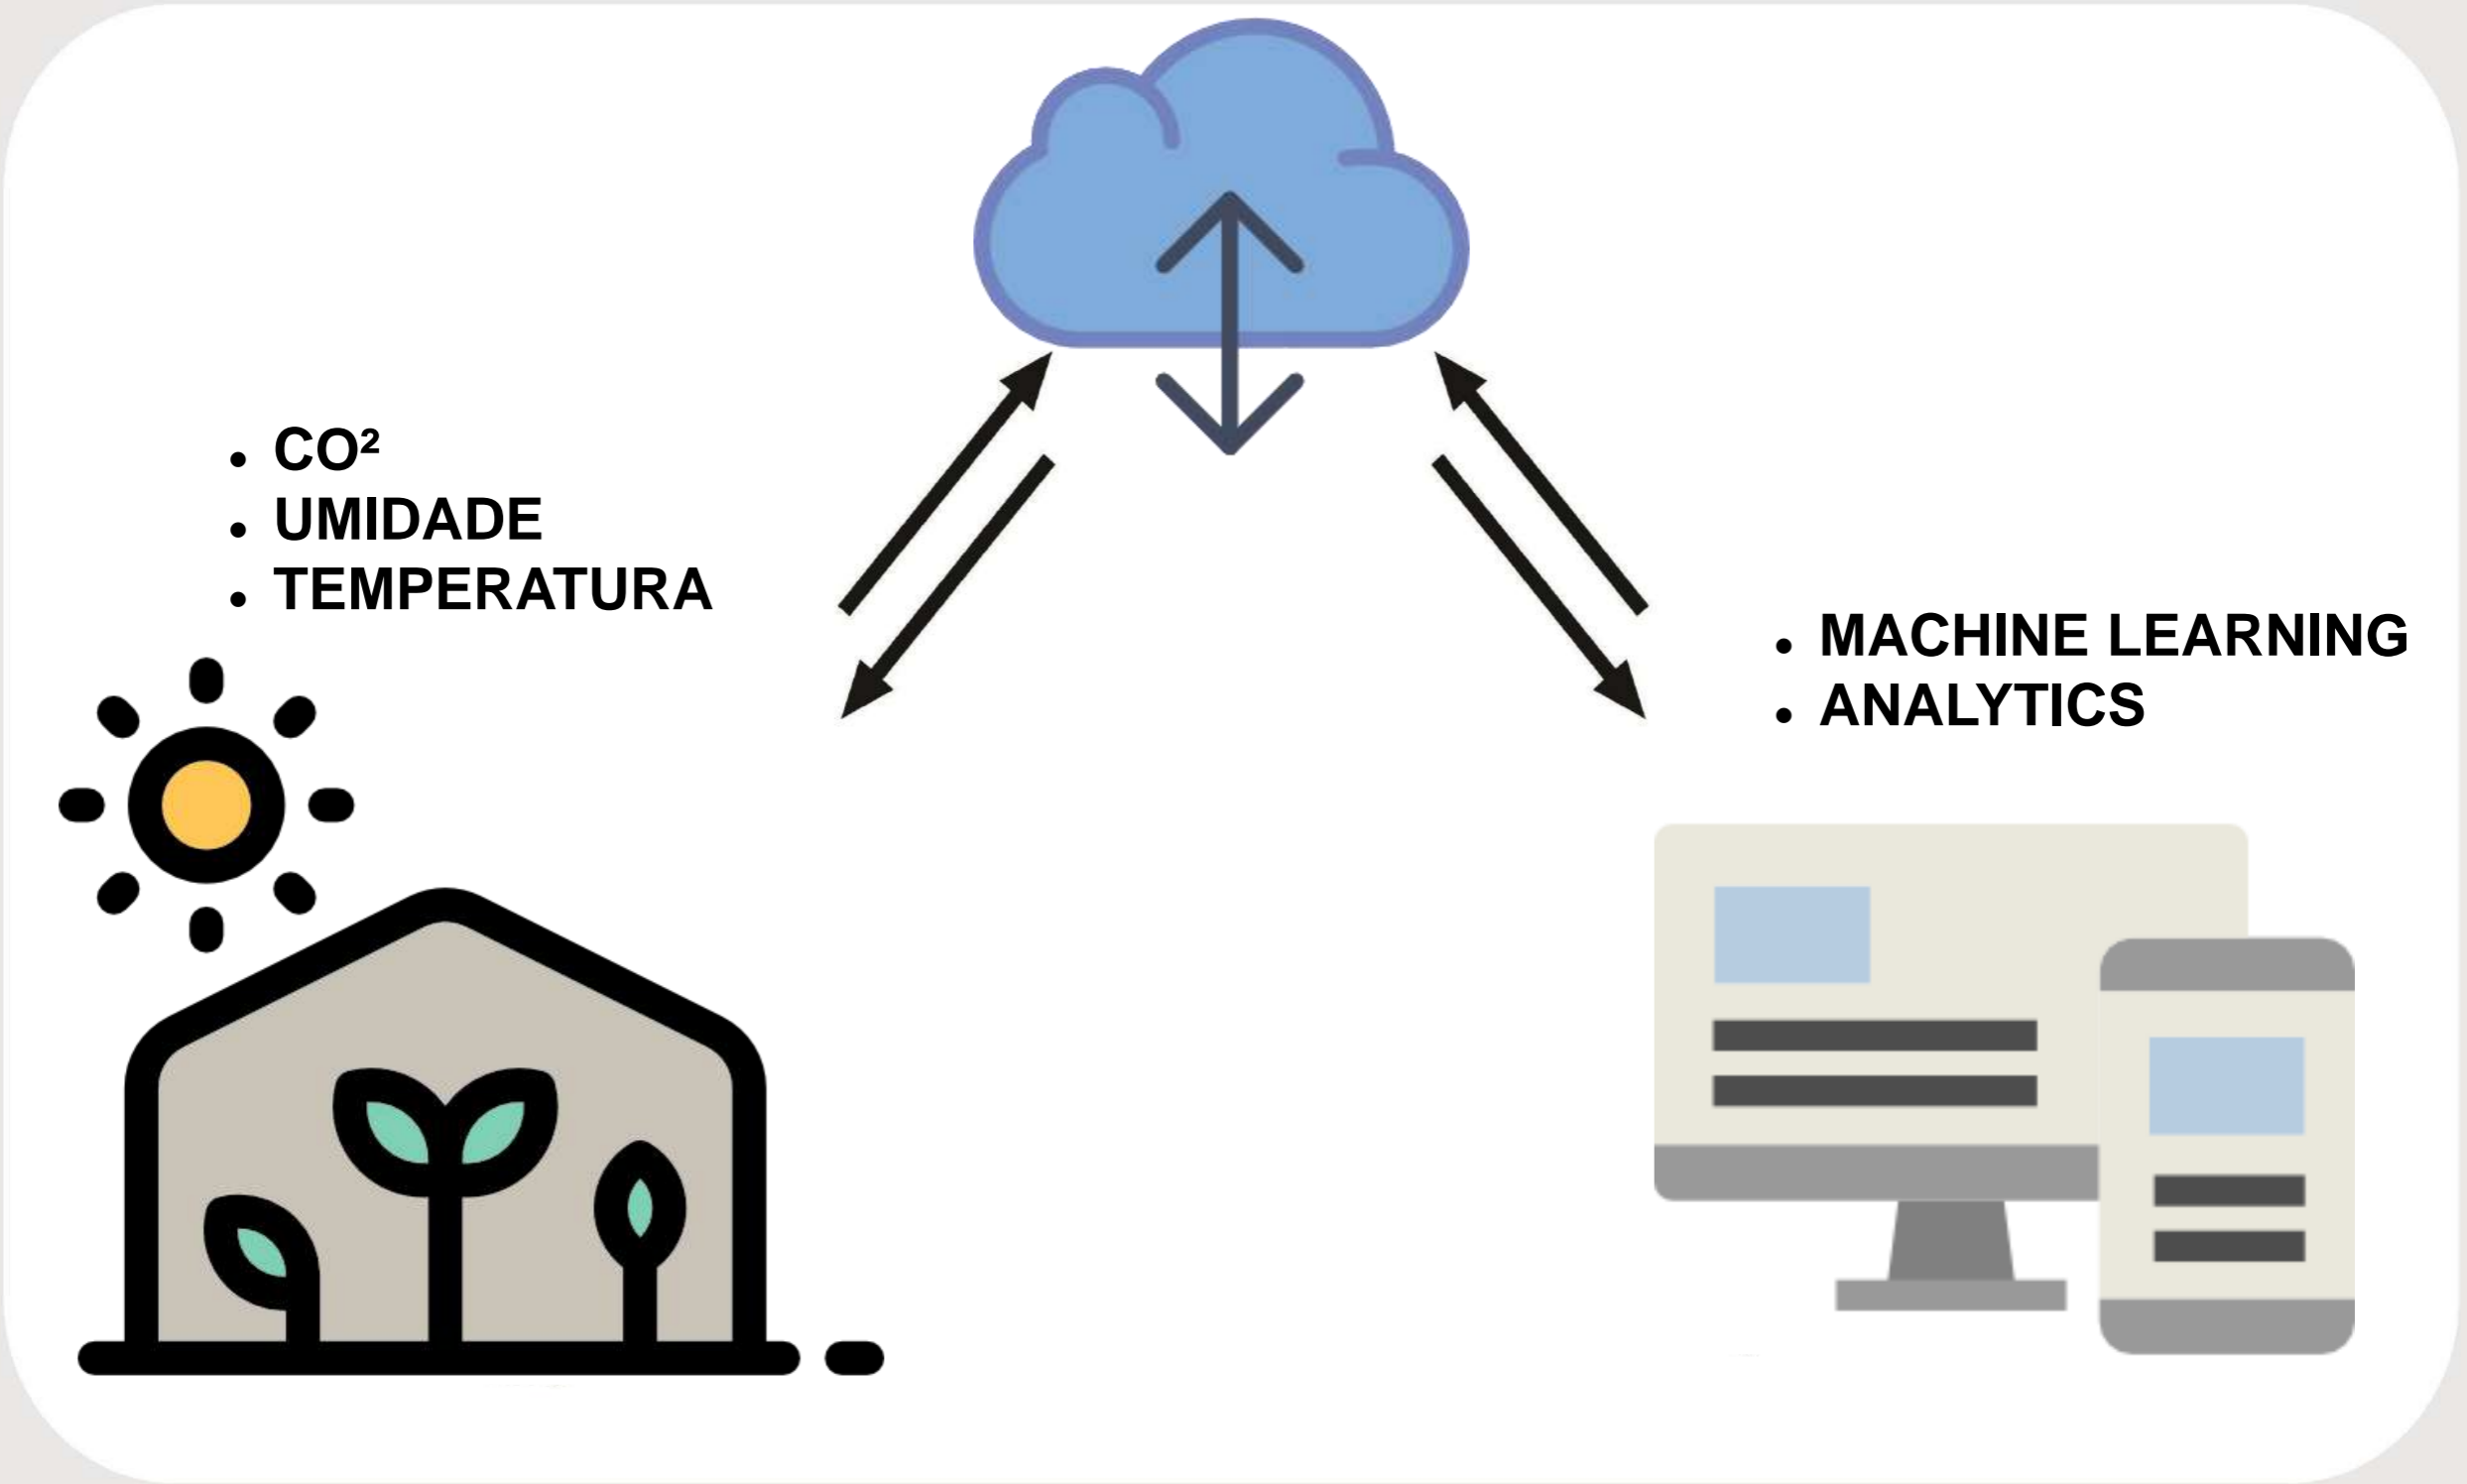 • CO²
• UMIDADE
• TEMPERATURA
• MACHINE LEARNING
• ANALYTICS